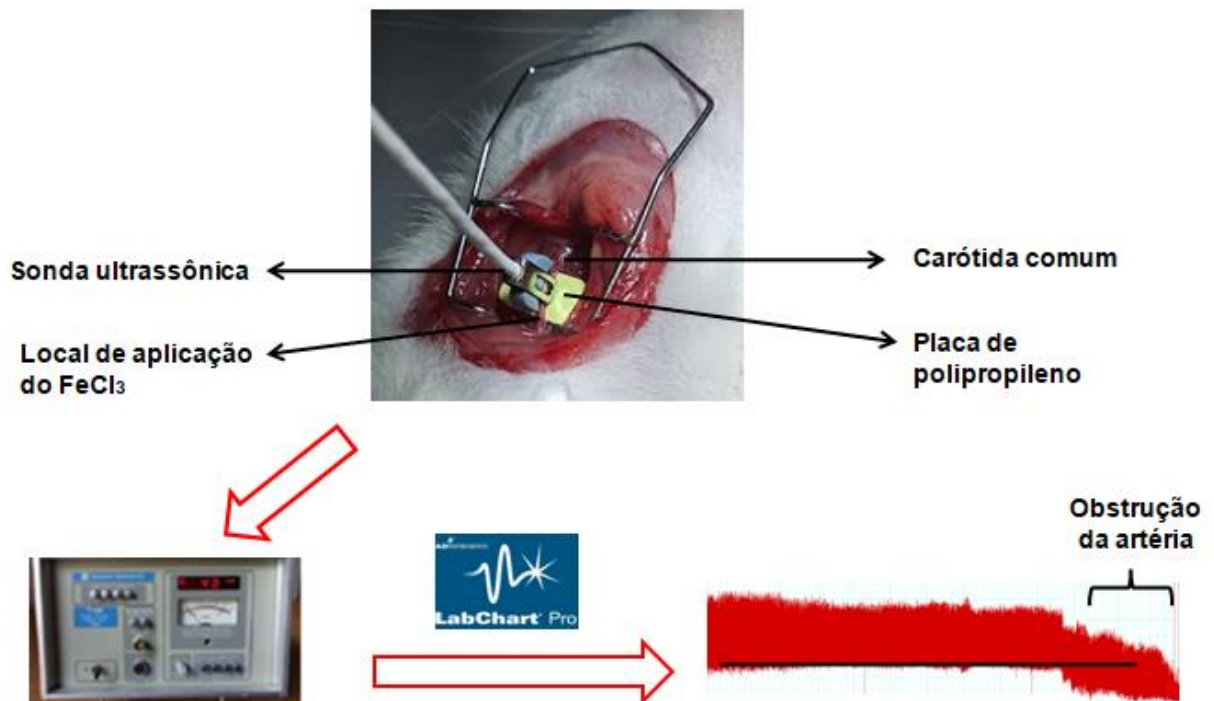 Sonda ultrassônica
Carótida comum
Local de aplicação
do FeCl₃
Placa de
polipropileno
Obstrução
da artéria
LabChart® Pro